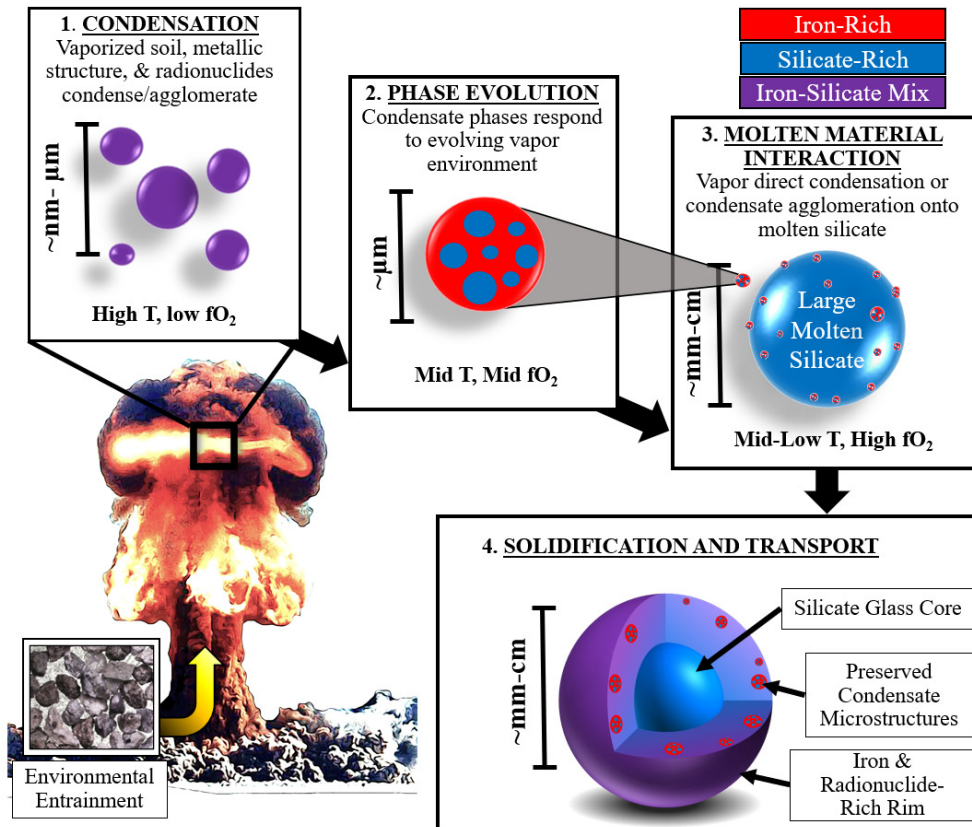 1. CONDENSATION
Vaporized soil, metallic
structure, & radionuclides
condense/agglomerate
~nm- μm
High T, low fO₂
Iron-Rich
Silicate-Rich
Iron-Silicate Mix
2. PHASE EVOLUTION
Condensate phases respond
to evolving vapor
environment
~μm
Mid T, Mid fO₂
3. MOLTEN MATERIAL
INTERACTION
Vapor direct condensation or
condensate agglomeration onto
molten silicate
~mm-cm
Large
Molten
Silicate
Mid-Low T, High fO₂
4. SOLIDIFICATION AND TRANSPORT
~mm-cm
Silicate Glass Core
Preserved
Condensate
Microstructures
Iron &
Radionuclide-
Rich Rim
Environmental
Entrainment